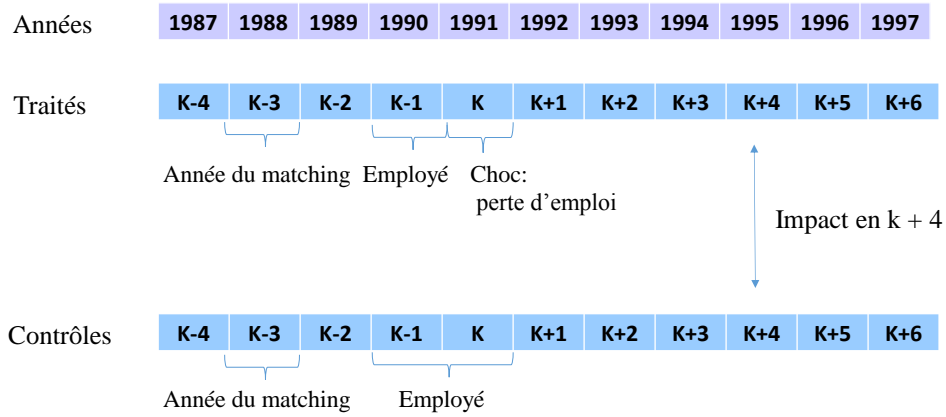 Années 1987 1988 1989 1990 1991 1992 1993 1994 1995 1996 1997
Traités K-4 K-3 K-2 K-1 K K+1 K+2 K+3 K+4 K+5 K+6
Année du matching Employé Choc:
perte d'emploi
Impact en k + 4
Contrôles K-4 K-3 K-2 K-1 K K+1 K+2 K+3 K+4 K+5 K+6
Année du matching Employé